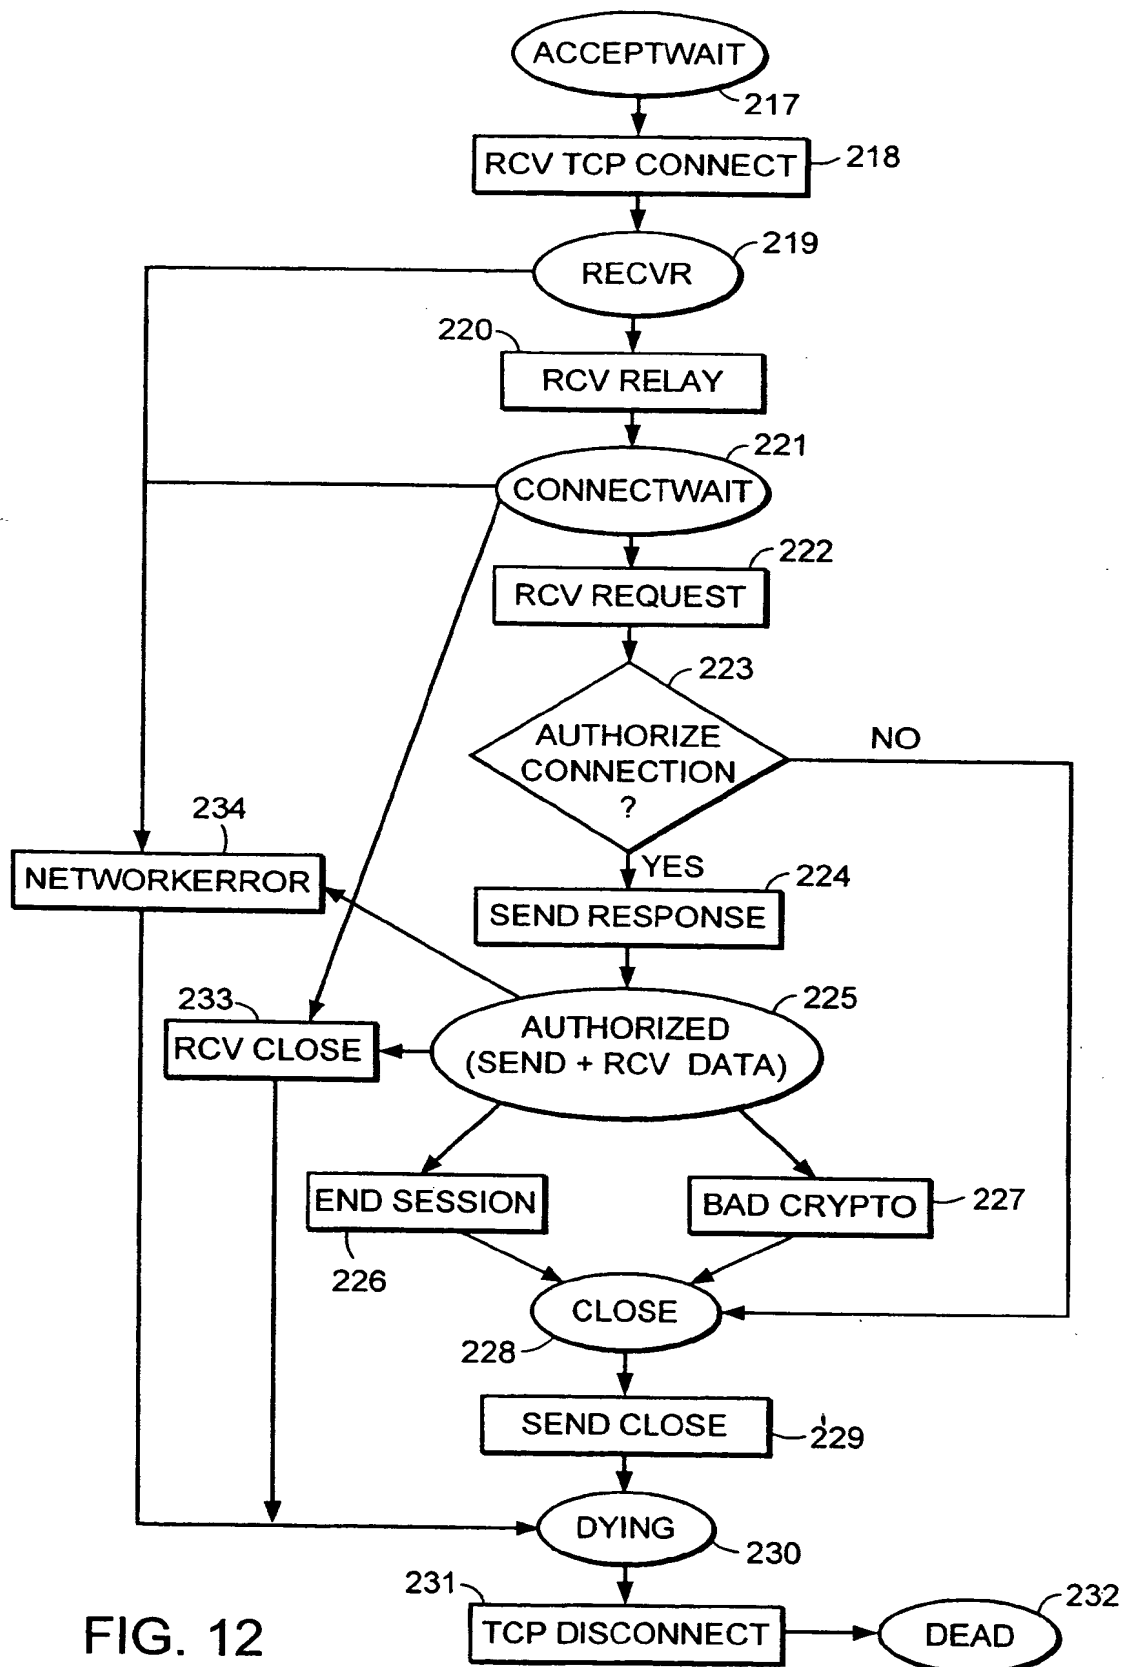 ACCEPTWAIT
217
RCV TCP CONNECT
218
219
RECVR
220
RCV RELAY
221
CONNECTWAIT
222
RCV REQUEST
223
AUTHORIZE
CONNECTION
?
NO
YES
234
NETWORKERROR
224
SEND RESPONSE
225
AUTHORIZED
(SEND + RCV DATA)
233
RCV CLOSE
END SESSION
226
BAD CRYPTO
227
CLOSE
228
SEND CLOSE
229
DYING
230
231
TCP DISCONNECT
232
DEAD
FIG. 12